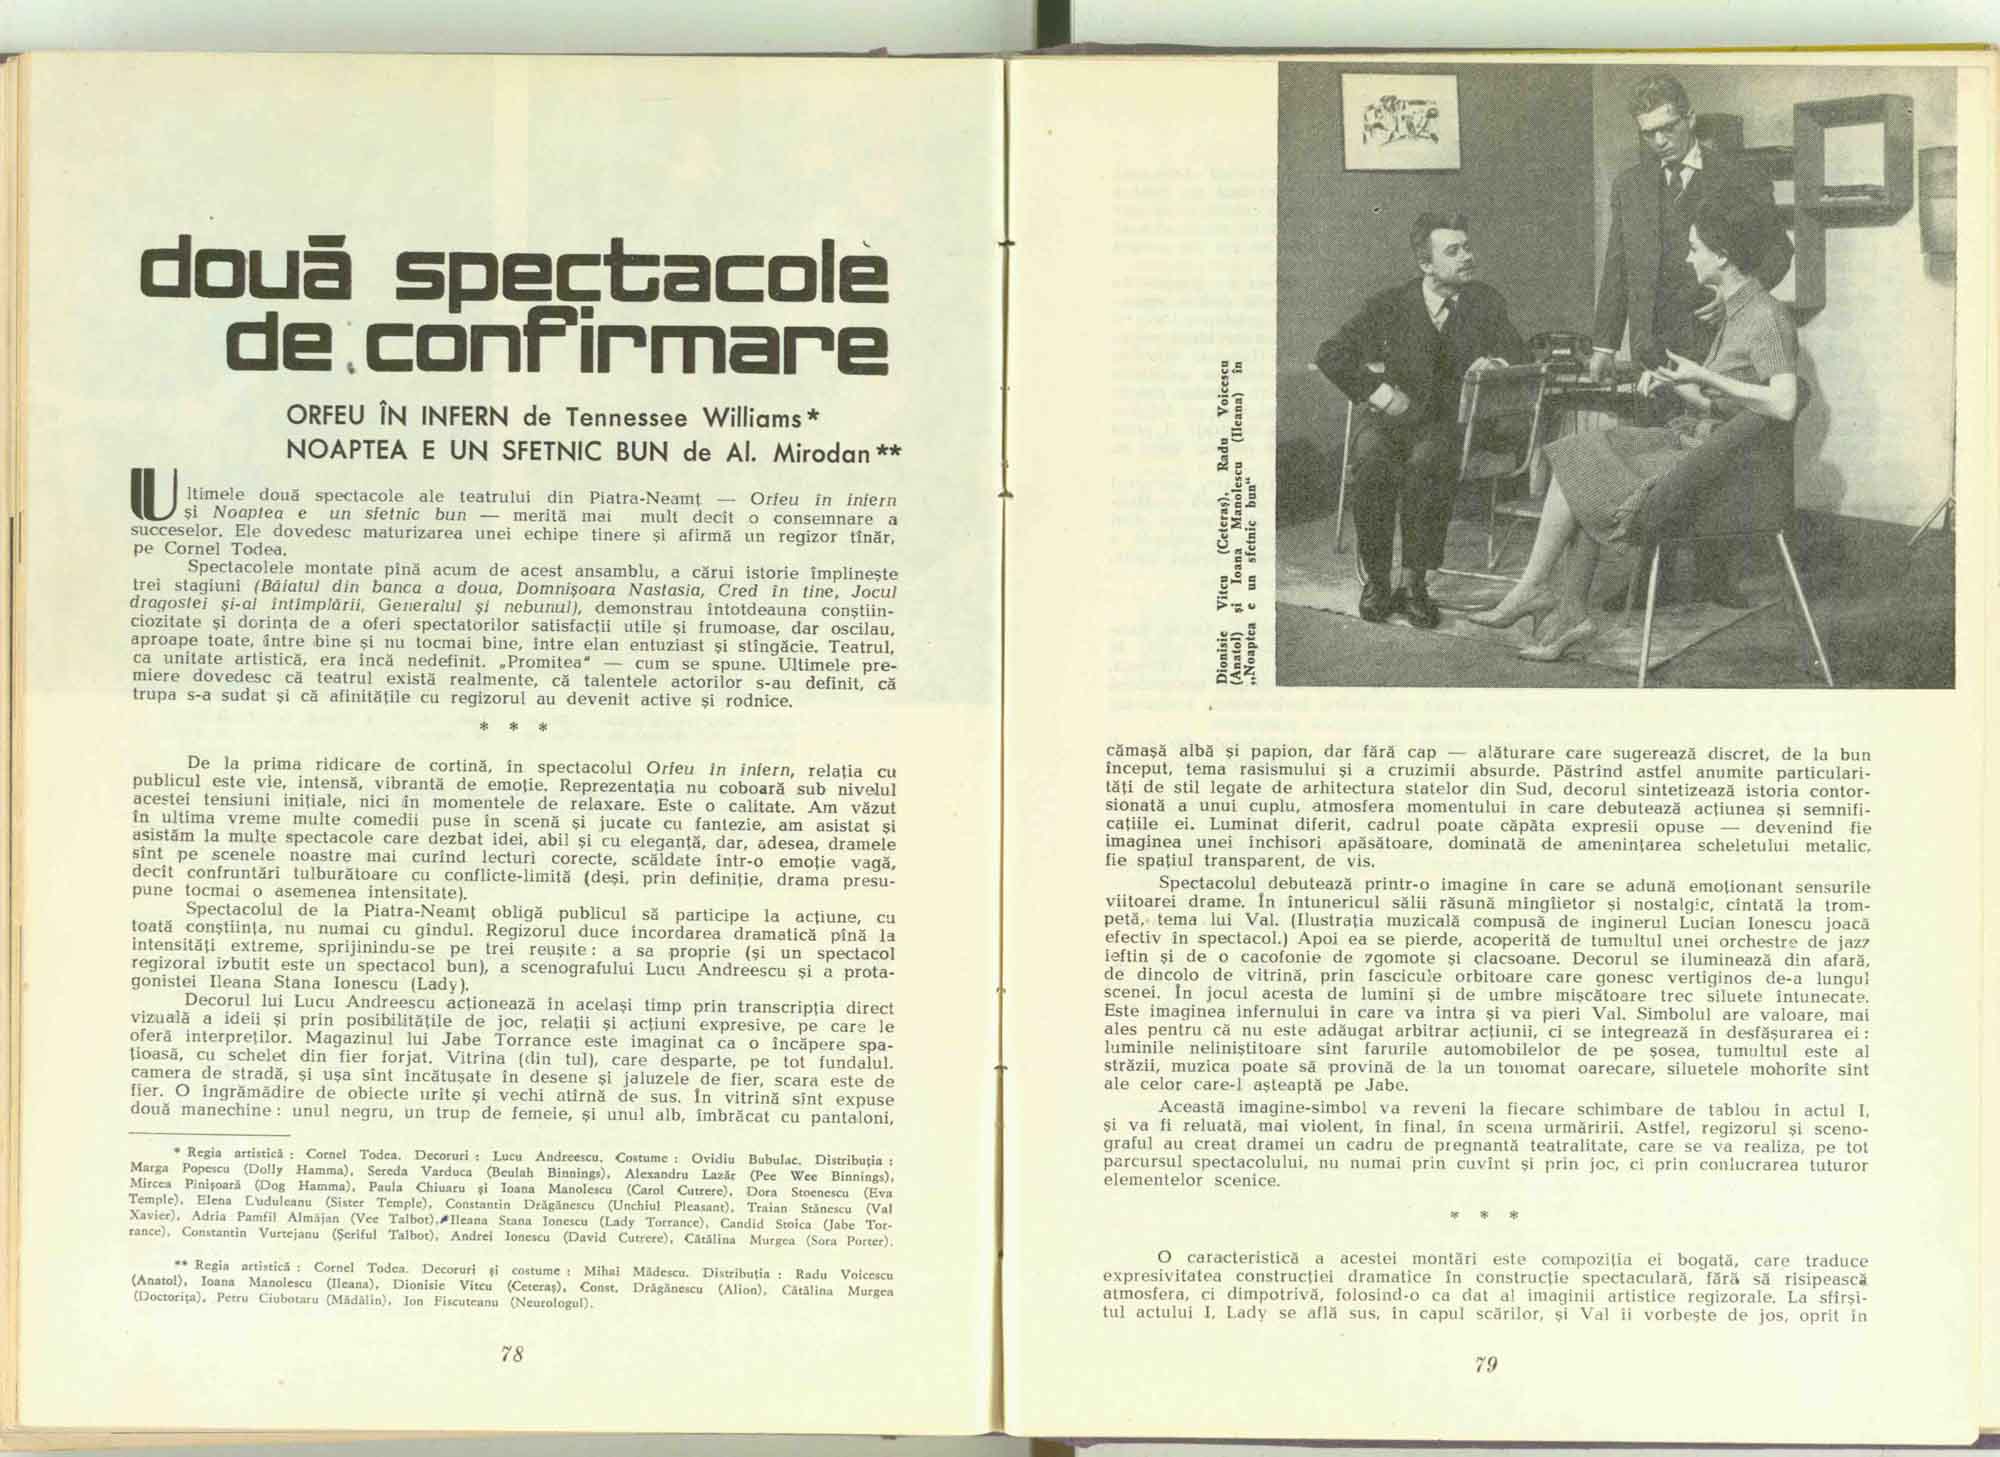 două spectacole
de confirmare
ORFEU ÎN INFERN de Tennessee Williams*
NOAPTEA E UN SFETNIC BUN de Al. Mirodan**
Ultimele două spectacole ale teatrului din Piatra-Neamț — Orfeu în infern
și Noaptea e un sfetnic bun — merită mai mult decît o consemnare a
succeselor. Ele dovedesc maturizarea unei echipe tinere și afirmă un regizor tînăr,
pe Cornel Todea.
Spectacolele montate pînă acum de acest ansamblu, a cărui istorie împlinește
trei stagiuni (Băiatul din banca a doua, Domnișoara Nastasia, Cred în tine, Jocul
dragostei și-al întîmplării, Generalul și nebunul), demonstrau întotdeauna conștiin-
ciozitate și dorința de a oferi spectatorilor satisfacții utile și frumoase, dar oscilau,
aproape toate, între bine și nu tocmai bine, între elan entuziast și stîngăcie. Teatrul,
ca unitate artistică, era încă nedefinit. „Promitea" — cum se spune. Ultimele pre-
miere dovedesc că teatrul există realmente, că talentele actorilor s-au definit, că
trupa s-a sudat și că afinitățile cu regizorul au devenit active și rodnice.
* * *
De la prima ridicare de cortină, în spectacolul Orfeu în infern, relația cu
publicul este vie, intensă, vibrantă de emoție. Reprezentația nu coboară sub nivelul
acestei tensiuni inițiale, nici în momentele de relaxare. Este o calitate. Am văzut
în ultima vreme multe comedii puse în scenă și jucate cu fantezie, am asistat și
asistăm la multe spectacole care dezbat idei, abil și cu eleganță, dar, adesea, dramele
sînt pe scenele noastre mai curînd lecturi corecte, scăldate într-o emoție vagă,
decît confruntări tulburătoare cu conflicte-limită (deși, prin definiție, drama presu-
pune tocmai o asemenea intensitate).
Spectacolul de la Piatra-Neamț obligă publicul să participe la acțiune, cu
toată conștiința, nu numai cu gîndul. Regizorul duce încordarea dramatică pînă la
intensități extreme, sprijinindu-se pe trei reușite : a sa proprie (și un spectacol
regizoral izbutit este un spectacol bun), a scenografului Lucu Andreescu și a prota-
gonistei Ileana Stana Ionescu (Lady).
Decorul lui Lucu Andreescu acționează în același timp prin transcripția direct
vizuală a ideii și prin posibilitățile de joc, relații și acțiuni expresive, pe care le
oferă interpreților. Magazinul lui Jabe Torrance este imaginat ca o încăpere spa-
țioasă, cu schelet din fier forjat. Vitrina (din tul), care desparte, pe tot fundalul.
camera de stradă, și ușa sînt încătușate în desene și jaluzele de fier, scara este de
fier. O îngrămădire de obiecte urite și vechi atîrnă de sus. În vitrină sînt expuse
două manechine : unul negru, un trup de femeie, și unul alb, îmbrăcat cu pantaloni,
* Regia artistică : Cornel Todea. Decoruri : Lucu Andreescu. Costume : Ovidiu Bubulac. Distribuția :
Marga Popescu (Dolly Hamma), Sereda Varduca (Beulah Binnings), Alexandru Lazăr (Pee Wee Binnings),
Mircea Pinișoară (Dog Hamma), Paula Chiuaru și Ioana Manolescu (Carol Cutrere), Dora Stoenescu (Eva
Temple), Elena Luduleanu (Sister Temple), Constantin Drăgănescu (Unchiul Pleasant), Traian Stănescu (Val
Xavier), Adria Pamfil Almăjan (Vee Talbot), Ileana Stana Ionescu (Lady Torrance), Candid Stoica (Jabe Tor-
rance), Constantin Vurtejanu (Șeriful Talbot), Andrei Ionescu (David Cutrere), Cătălina Murgea (Sora Porter).
** Regia artistică : Cornel Todea. Decoruri și costume : Mihai Mădescu. Distribuția : Radu Voicescu
(Anatol), Ioana Manolescu (Ileana), Dionisie Vitcu (Ceteraș), Const. Drăgănescu (Alion), Cătălina Murgea
(Doctorița), Petru Ciubotaru (Mădălin), Ion Fiscuteanu (Neurologul).
78
Dionisie Vitcu (Ceteraș), Radu Voicescu
(Anatol) și Ioana Manolescu (Ileana) în
„Noaptea e un sfetnic bun"
cămașă albă și papion, dar fără cap — alăturare care sugerează discret, de la bun
început, tema rasismului și a cruzimii absurde. Păstrînd astfel anumite particulari-
tăți de stil legate de arhitectura statelor din Sud, decorul sintetizează istoria contor-
sionată a unui cuplu, atmosfera momentului în care debutează acțiunea și semnifi-
cațiile ei. Luminat diferit, cadrul poate căpăta expresii opuse — devenind fie
imaginea unei închisori apăsătoare, dominată de amenințarea scheletului metalic,
fie spațiul transparent, de vis.
Spectacolul debutează printr-o imagine în care se adună emoționant sensurile
viitoarei drame. În întunericul sălii răsună mîngîietor și nostalgic, cîntată la trom-
petă, tema lui Val. (Ilustrația muzicală compusă de inginerul Lucian Ionescu joacă
efectiv în spectacol.) Apoi ea se pierde, acoperită de tumultul unei orchestre de jazz
ieftin și de o cacofonie de zgomote și clacsoane. Decorul se iluminează din afară,
de dincolo de vitrină, prin fascicule orbitoare care gonesc vertiginos de-a lungul
scenei. În jocul acesta de lumini și de umbre mișcătoare trec siluete întunecate.
Este imaginea infernului în care va intra și va pieri Val. Simbolul are valoare, mai
ales pentru că nu este adăugat arbitrar acțiunii, ci se integrează în desfășurarea ei :
luminile neliniștitoare sînt farurile automobilelor de pe șosea, tumultul este al
străzii, muzica poate să provină de la un tonomat oarecare, siluetele mohorîte sînt
ale celor care-l așteaptă pe Jabe.
Această imagine-simbol va reveni la fiecare schimbare de tablou în actul I,
și va fi reluată, mai violent, în final, în scena urmăririi. Astfel, regizorul și sceno-
graful au creat dramei un cadru de pregnantă teatralitate, care se va realiza, pe tot
parcursul spectacolului, nu numai prin cuvînt și prin joc, ci prin conlucrarea tuturor
elementelor scenice.
* * *
O caracteristică a acestei montări este compoziția ei bogată, care traduce
expresivitatea construcției dramatice în construcție spectaculară, fără să risipească
atmosfera, ci dimpotrivă, folosind-o ca dat al imaginii artistice regizorale. La sfîrși-
tul actului I, Lady se află sus, în capul scărilor, și Val îi vorbește de jos, oprit în
79